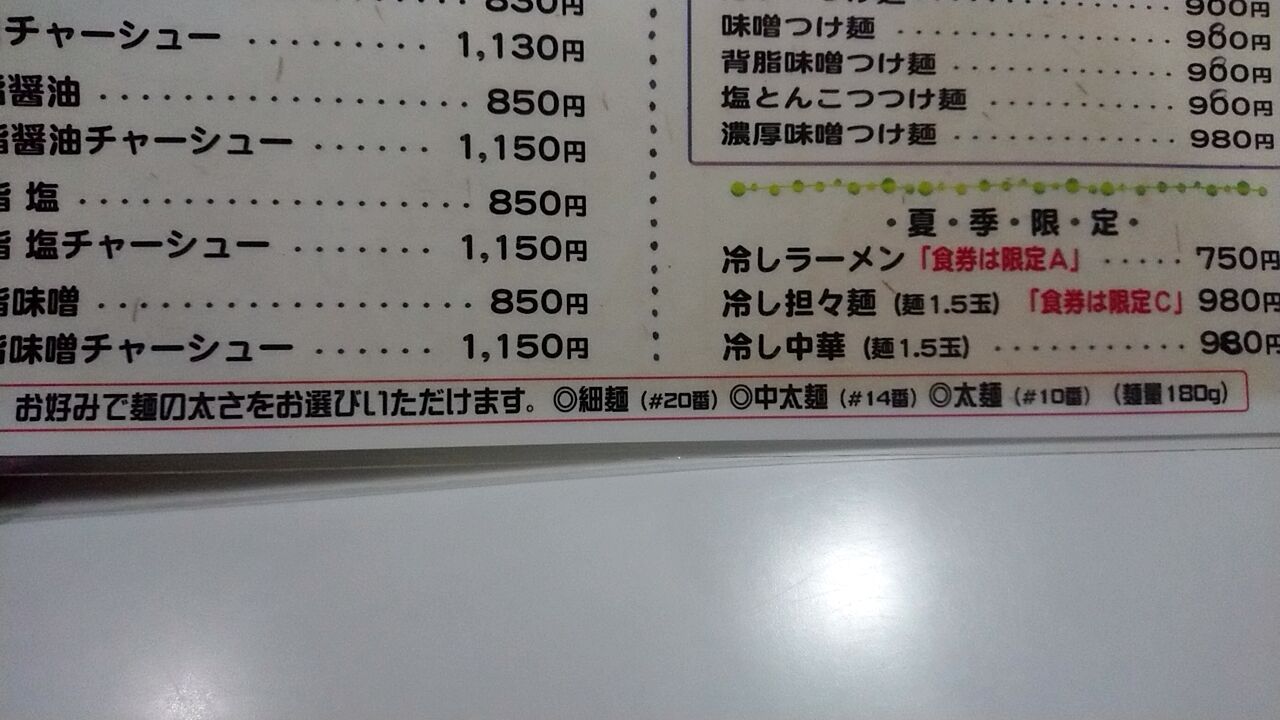 830円
チャーシュー ・・・・・・・・・ 1,130円
醤油 ・・・・・・・・・・・・・・・・・・ 850円
醤油チャーシュー ・・・・・・ 1,150円
塩 ・・・・・・・・・・・・・・・・・・・ 850円
塩チャーシュー ・・・・・・・ 1,150円
味噌 ・・・・・・・・・・・・・・・・・・ 850円
味噌チャーシュー ・・・・・・ 1,150円
味噌つけ麺 ・・・・・・・・・・・・・・・ 960円
背脂味噌つけ麺 ・・・・・・・・・・・・ 960円
塩とんこつつけ麺 ・・・・・・・・・・ 960円
濃厚味噌つけ麺 ・・・・・・・・・・・・ 980円
・夏・季・限・定・
冷しラーメン「食券は限定A」 ・・・・・ 750円
冷し担々麺 (麺1.5玉) 「食券は限定C」 980円
冷し中華 (麺1.5玉) ・・・・・・・・・・ 980円
お好みで麺の太さをお選びいただけます。◎細麺(#20番)◎中太麺(#14番)◎太麺(#10番)(麺量180g)